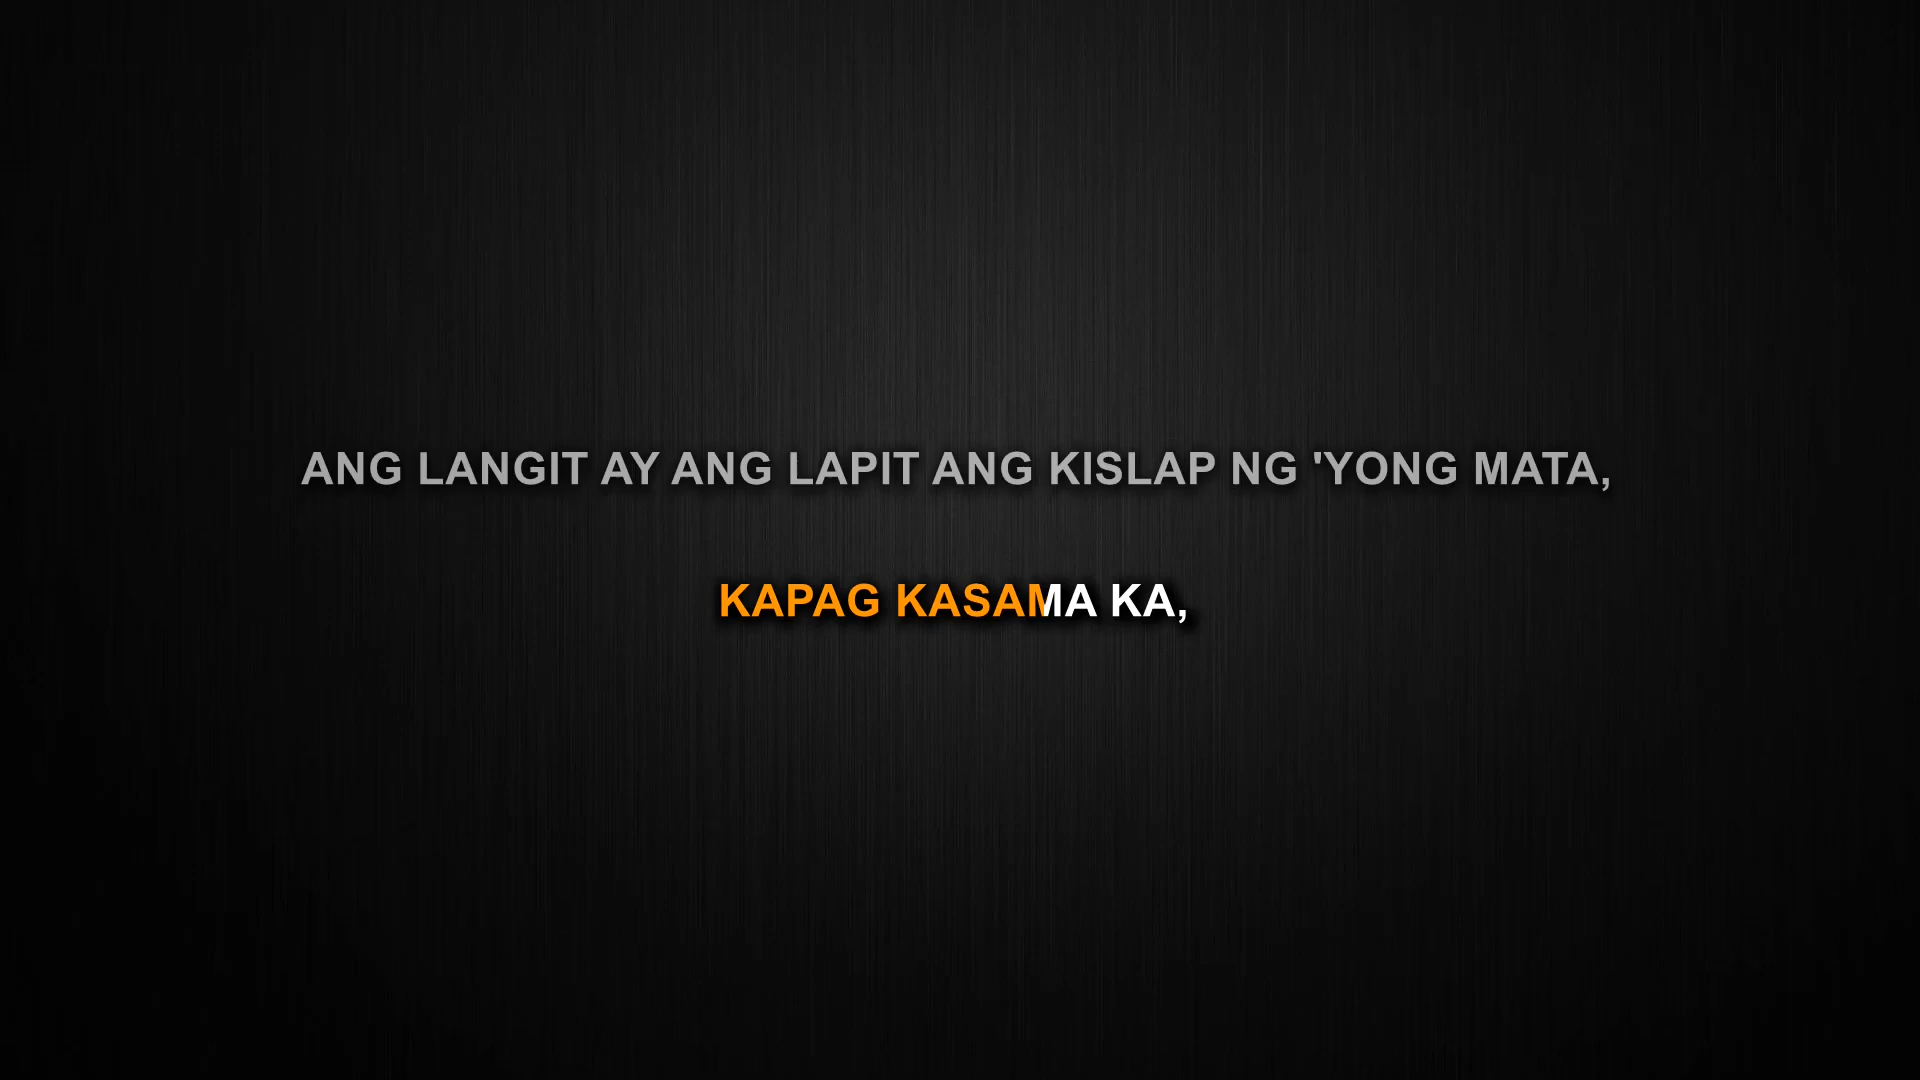 ANG LANGIT AY ANG LAPIT ANG KISLAP NG 'YONG MATA,
KAPAG KASAMA KA,